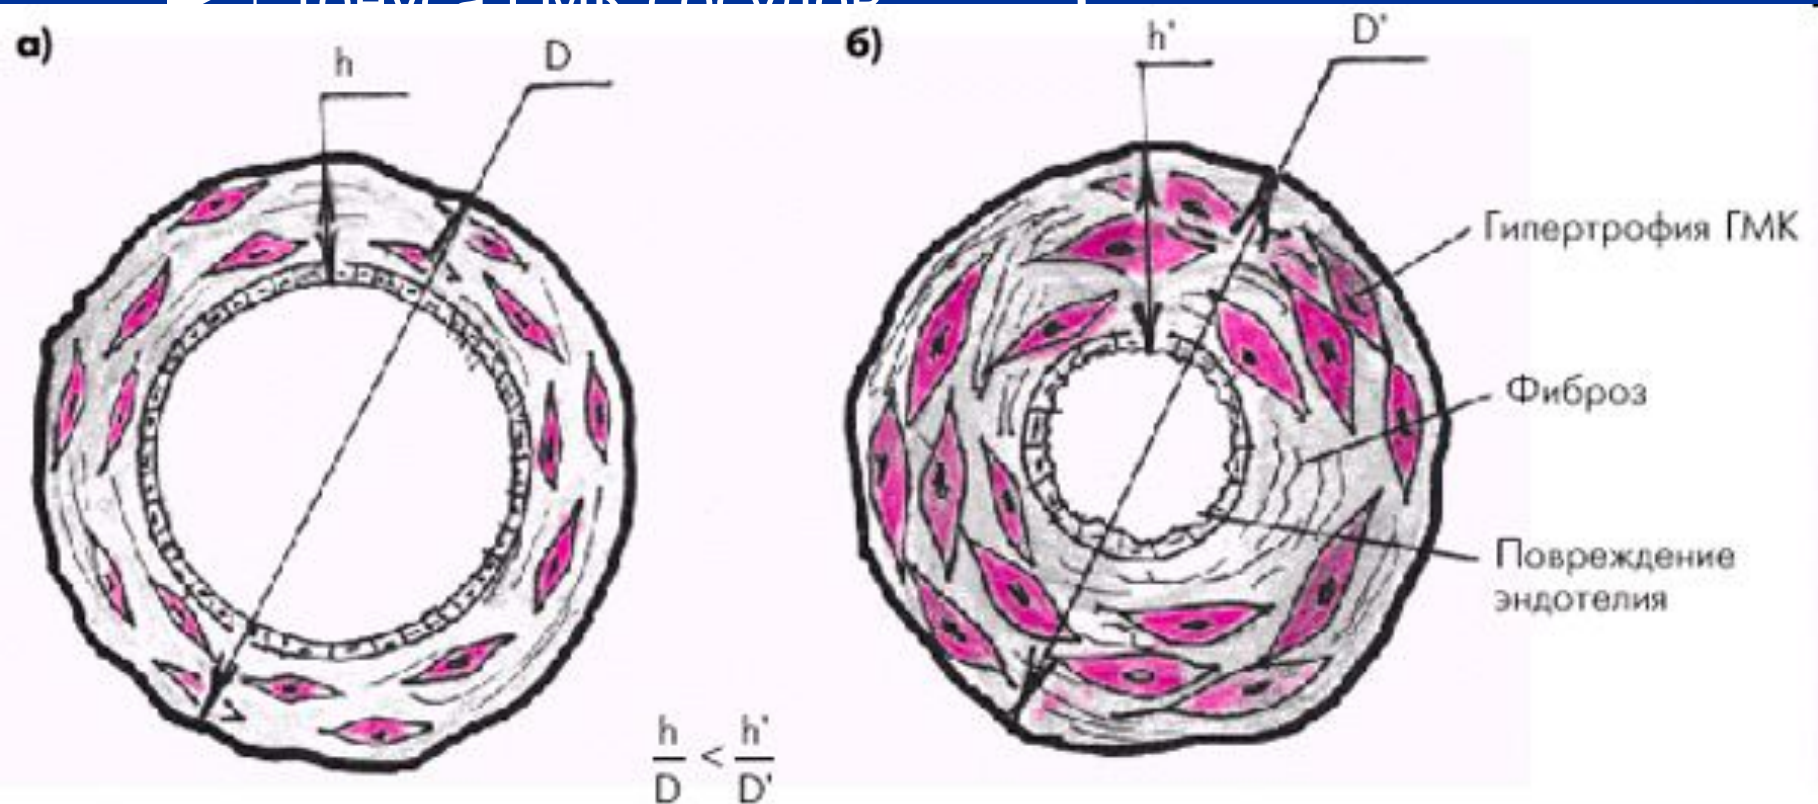 а)
h
D
б)
h'
D'
Гипертрофия ГМК
Фиброз
Повреждение
эндотелия
h/D < h'/D'